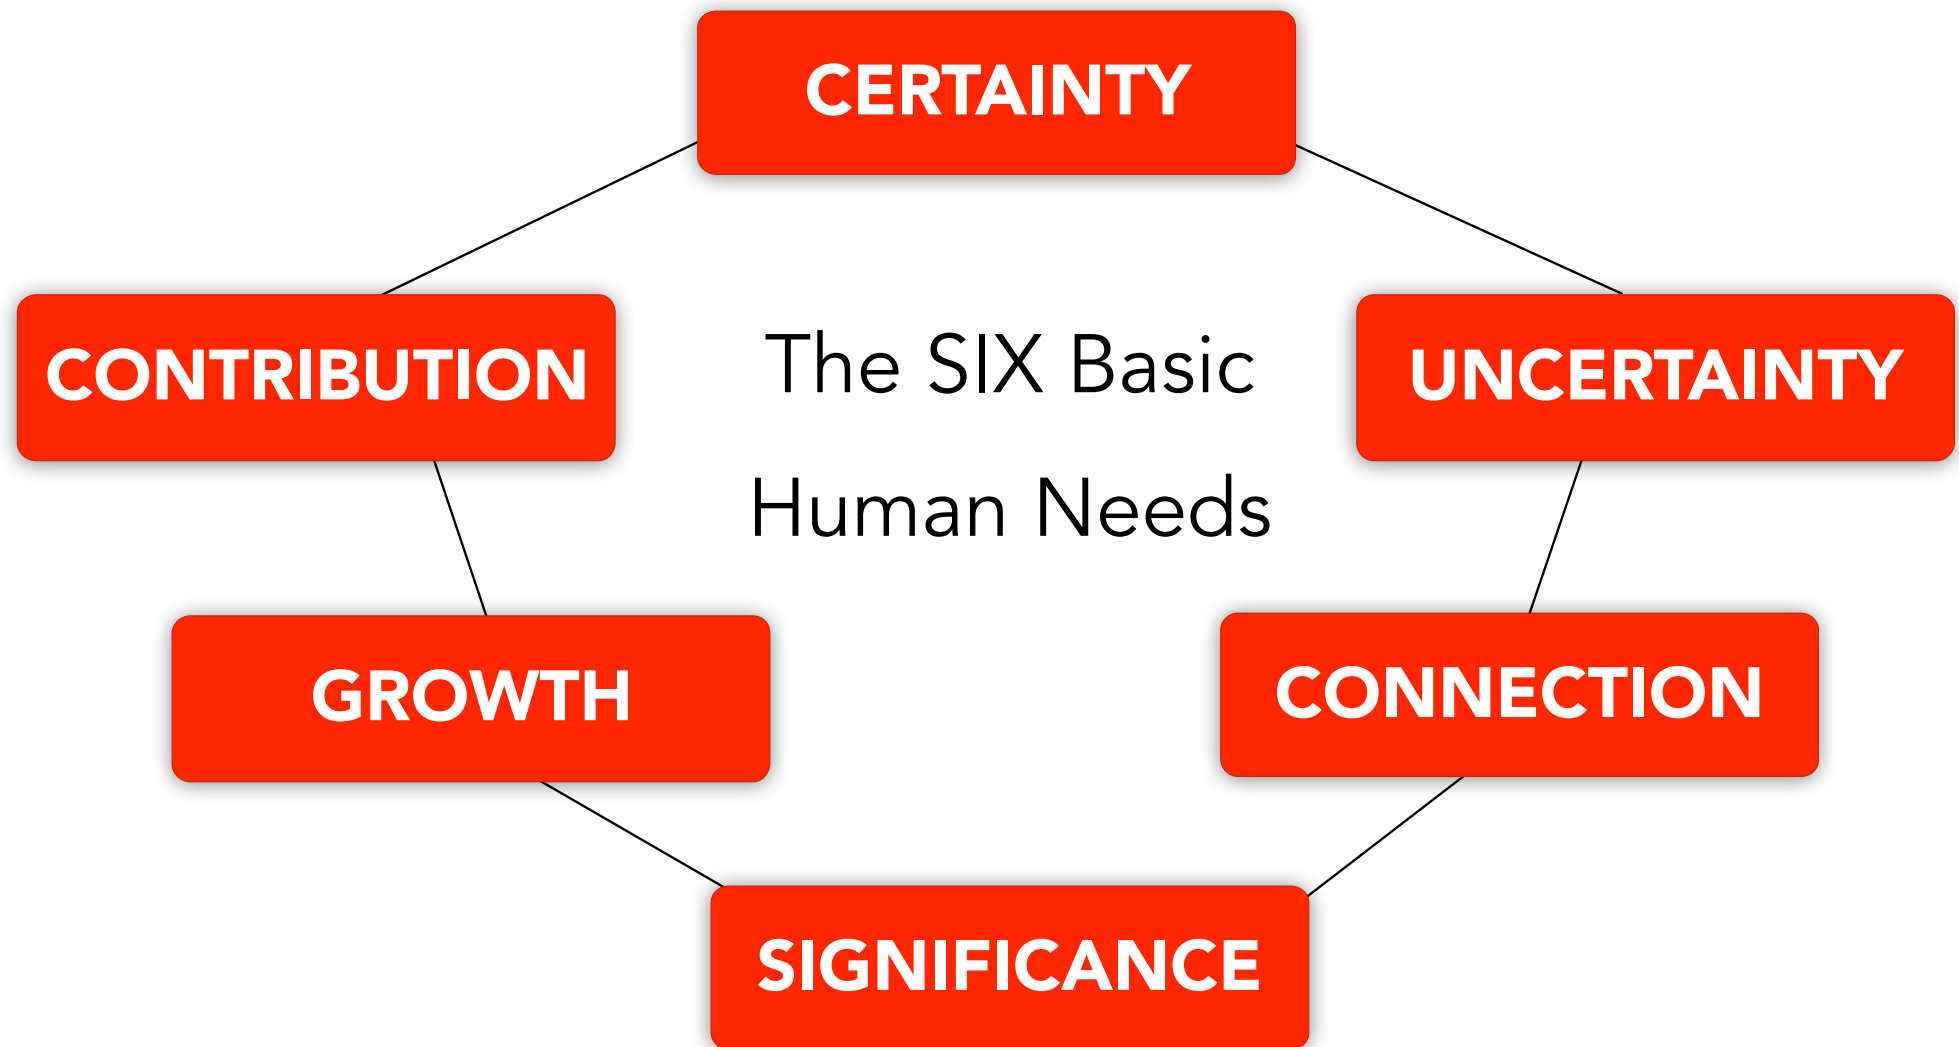 CERTAINTY
CONTRIBUTION
The SIX Basic
Human Needs
UNCERTAINTY
GROWTH
CONNECTION
SIGNIFICANCE